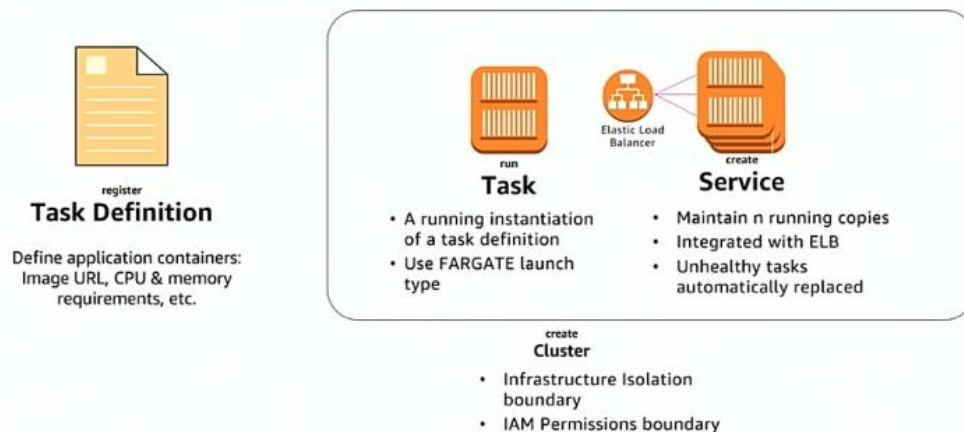 register
Task Definition
Define application containers:
Image URL, CPU & memory
requirements, etc.
run
Task
• A running instantiation
of a task definition
• Use FARGATE launch
type
Elastic Load
Balancer
create
Service
• Maintain n running copies
• Integrated with ELB
• Unhealthy tasks
automatically replaced
create
Cluster
• Infrastructure Isolation
boundary
• IAM Permissions boundary